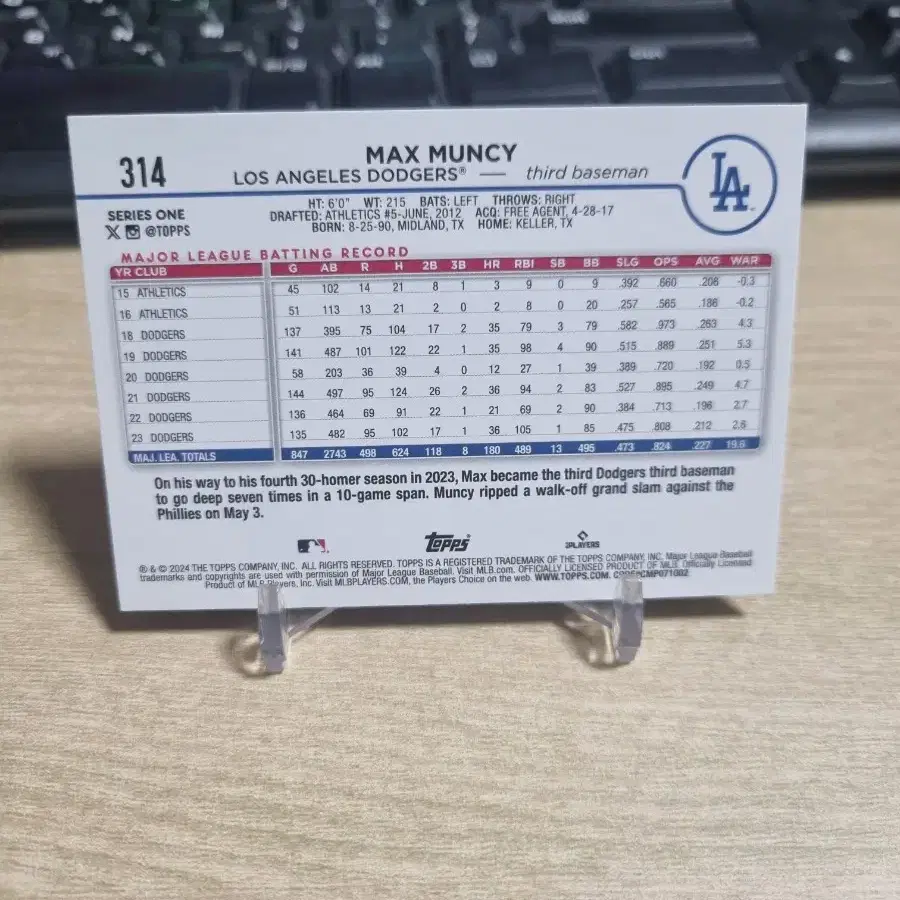 314
MAX MUNCY
LOS ANGELES DODGERS® — third baseman
LA
SERIES ONE
X @TOPPS
HT: 6'0" WT: 215 BATS: LEFT THROWS: RIGHT
DRAFTED: ATHLETICS #5-JUNE, 2012 ACQ: FREE AGENT, 4-28-17
BORN: 8-25-90, MIDLAND, TX HOME: KELLER, TX
MAJOR LEAGUE BATTING RECORD
YR CLUB G AB R H 2B 3B HR RBI SB BB SLG OPS AVG WAR
15 ATHLETICS 45 102 14 21 8 1 3 9 0 9 .392 .660 .206 -0.3
16 ATHLETICS 51 113 13 21 2 0 2 8 0 20 .257 .565 .186 -0.2
18 DODGERS 137 395 75 104 17 2 35 79 3 79 .582 .973 .263 4.3
19 DODGERS 141 487 101 122 22 1 35 98 4 90 .515 .889 .251 5.3
20 DODGERS 58 203 36 39 4 0 12 27 1 39 .389 .720 .192 0.5
21 DODGERS 144 497 95 124 26 2 36 94 2 83 .527 .895 .249 4.7
22 DODGERS 136 464 69 91 22 1 21 69 2 90 .384 .713 .196 2.7
23 DODGERS 135 482 95 102 17 1 36 105 1 85 .475 .808 .212 2.8
MAJ. LEA. TOTALS 847 2743 498 624 118 8 180 489 13 495 .473 .824 .227 19.6
On his way to his fourth 30-homer season in 2023, Max became the third Dodgers third baseman
to go deep seven times in a 10-game span. Muncy ripped a walk-off grand slam against the
Phillies on May 3.
Topps
PLAYERS
® & © 2024 THE TOPPS COMPANY, INC. ALL RIGHTS RESERVED. TOPPS IS A REGISTERED TRADEMARK OF THE TOPPS COMPANY, INC. Major League Baseball
trademarks and copyrights are used with permission of Major League Baseball. Visit MLB.com. OFFICIALLY LICENSED PRODUCT OF MLB Officially Licensed
Product of MLB Players, Inc. Visit MLBPLAYERS.COM, the Players Choice on the web. WWW.TOPPS.COM.